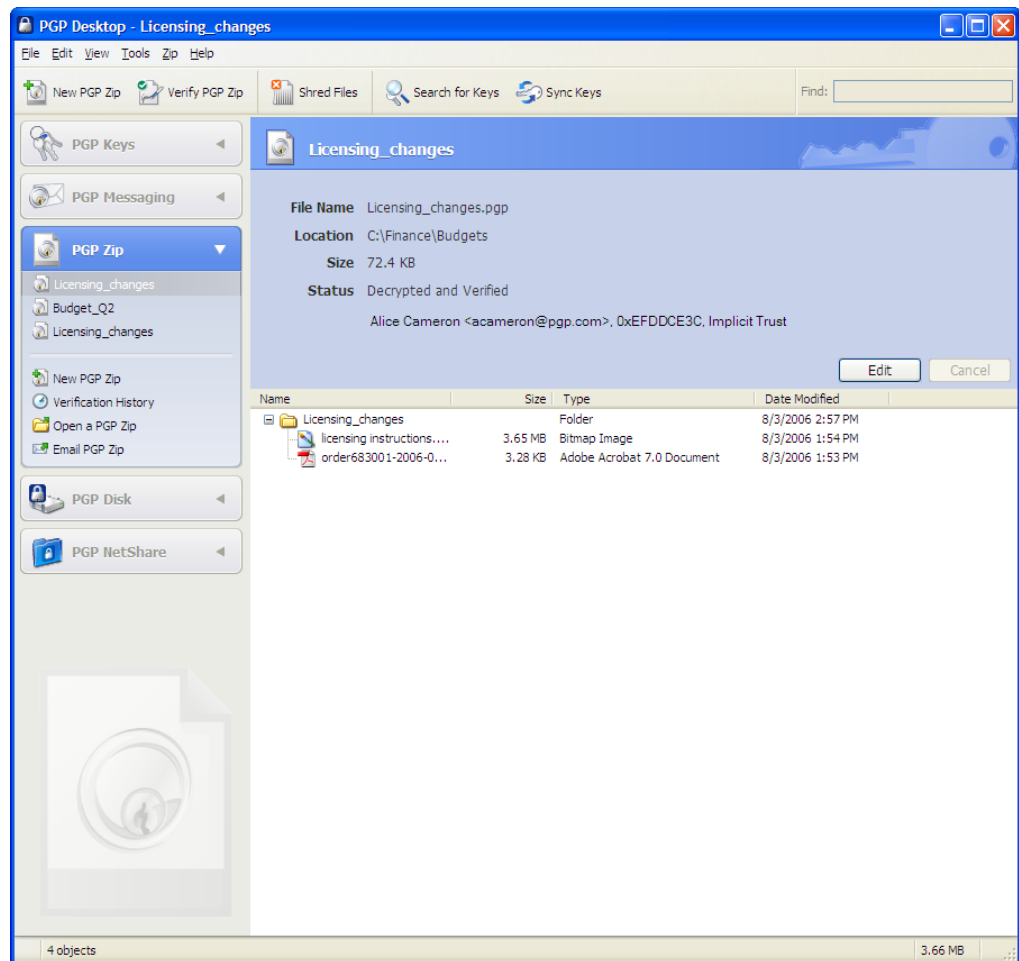 PGP Desktop - Licensing_changes
File Edit View Tools Zip Help
New PGP Zip Verify PGP Zip Shred Files Search for Keys Sync Keys Find:
PGP Keys
PGP Messaging
PGP Zip
Licensing_changes
Budget_Q2
Licensing_changes
New PGP Zip
Verification History
Open a PGP Zip
Email PGP Zip
PGP Disk
PGP NetShare
Licensing_changes
File Name Licensing_changes.pgp
Location C:\Finance\Budgets
Size 72.4 KB
Status Decrypted and Verified
Alice Cameron <acameron@pgp.com>, 0xEFDDCE3C, Implicit Trust
Edit Cancel
Name Size Type Date Modified
Licensing_changes Folder 8/3/2006 2:57 PM
licensing instructions.... 3.65 MB Bitmap Image 8/3/2006 1:54 PM
order683001-2006-0... 3.28 KB Adobe Acrobat 7.0 Document 8/3/2006 1:53 PM
4 objects 3.66 MB